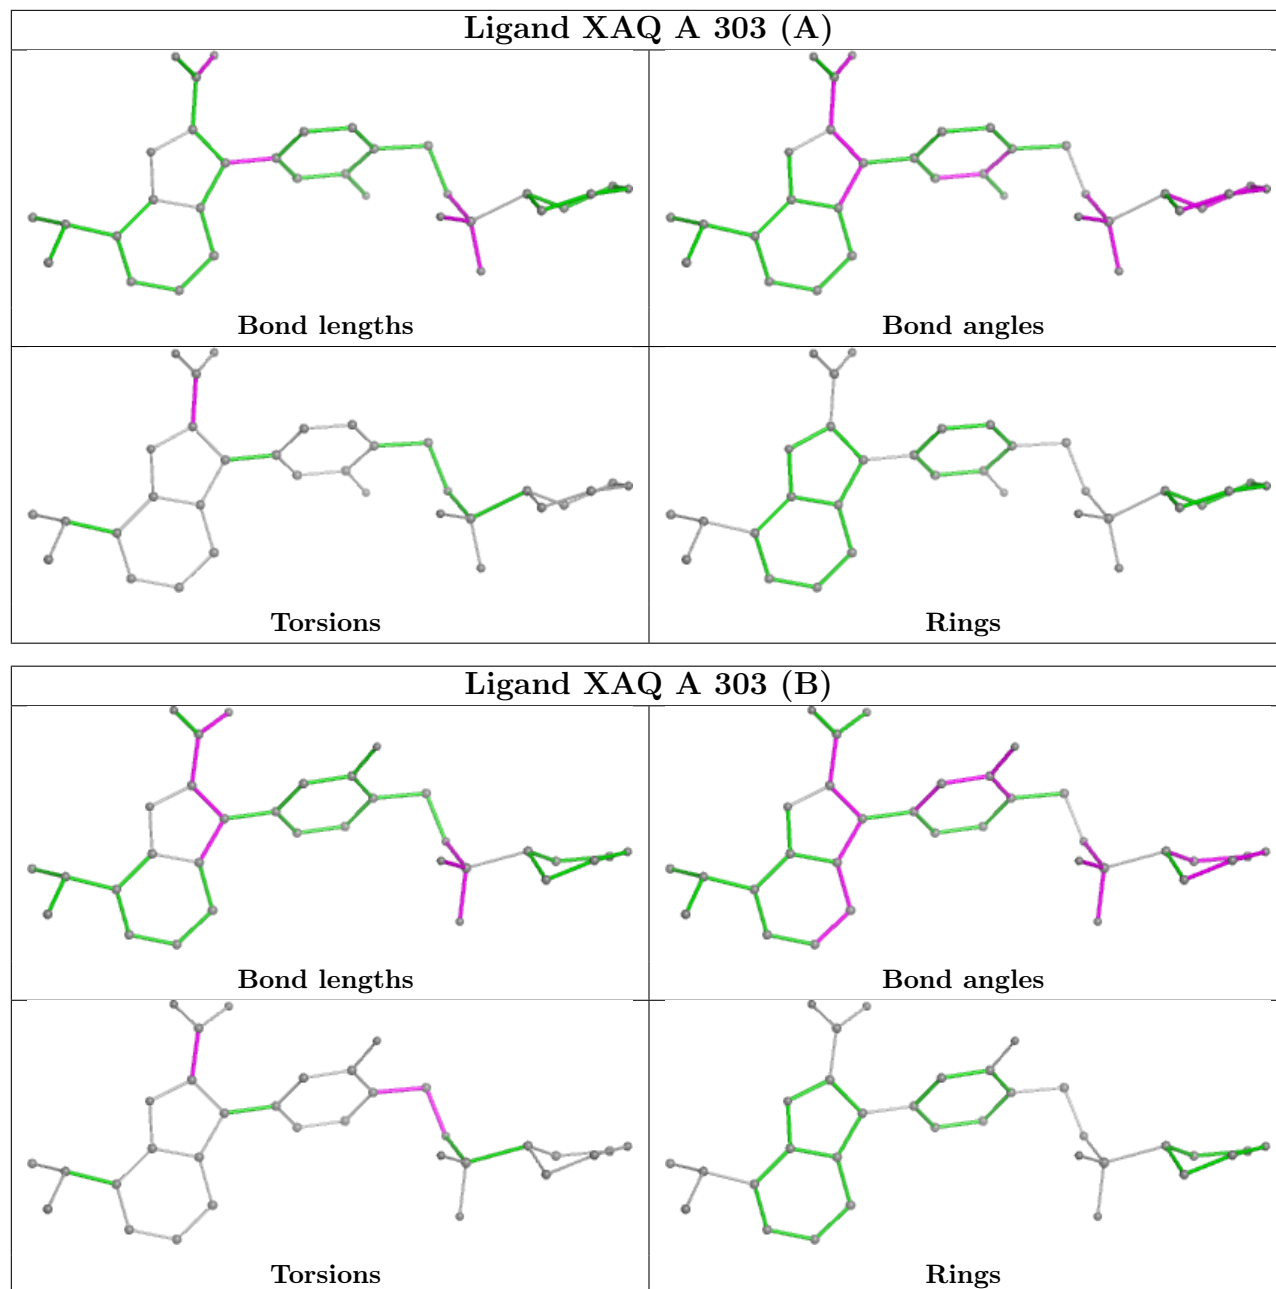 Ligand XAQ A 303 (A)
Bond lengths
Bond angles
Torsions
Rings
Ligand XAQ A 303 (B)
Bond lengths
Bond angles
Torsions
Rings